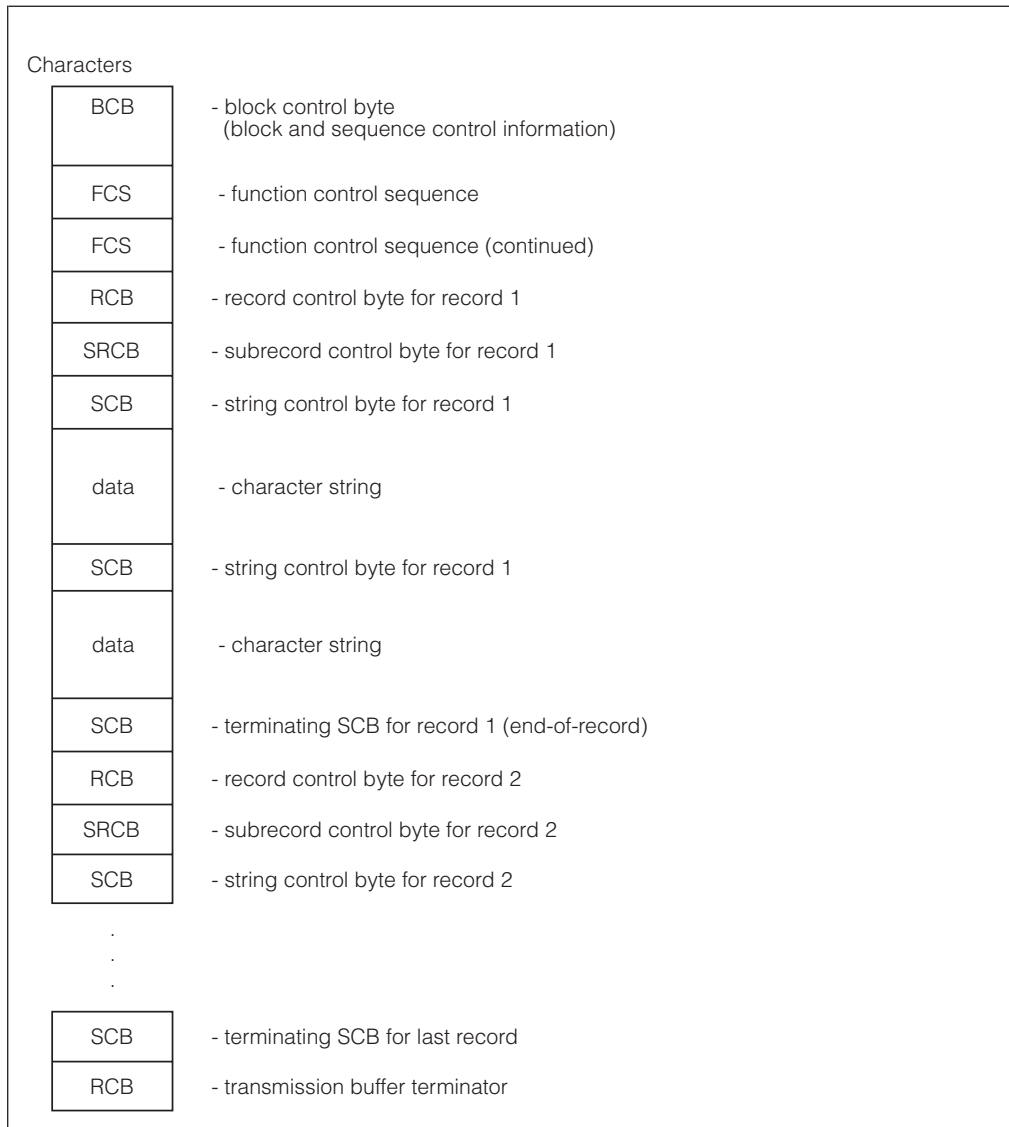 Characters
BCB - block control byte
(block and sequence control information)
FCS - function control sequence
FCS - function control sequence (continued)
RCB - record control byte for record 1
SRCB - subrecord control byte for record 1
SCB - string control byte for record 1
data - character string
SCB - string control byte for record 1
data - character string
SCB - terminating SCB for record 1 (end-of-record)
RCB - record control byte for record 2
SRCB - subrecord control byte for record 2
SCB - string control byte for record 2
.
.
.
SCB - terminating SCB for last record
RCB - transmission buffer terminator